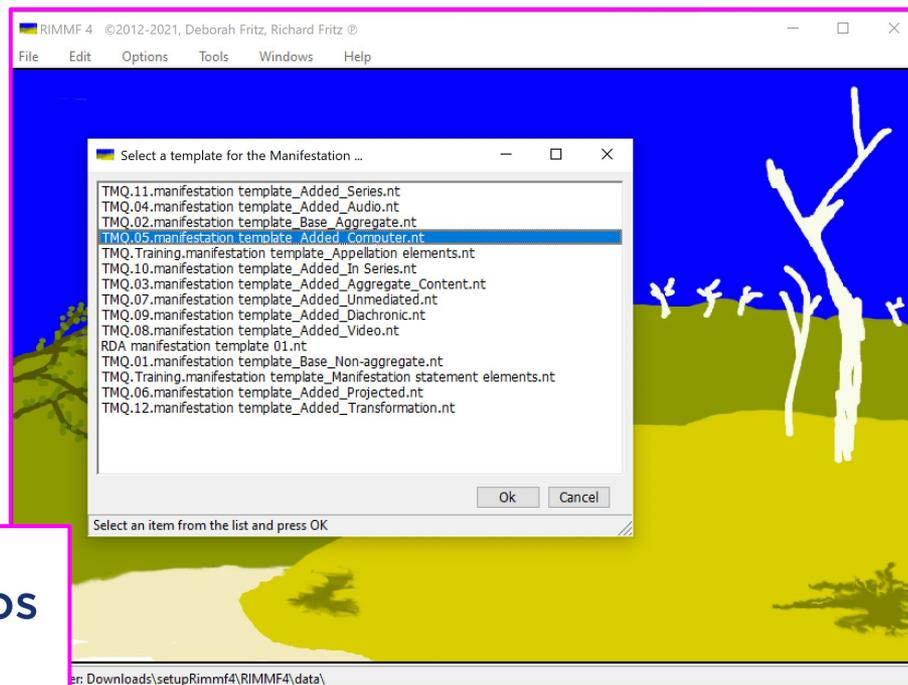 RIMMF 4 ©2012-2021, Deborah Fritz, Richard Fritz ℗
File Edit Options Tools Windows Help
Select a template for the Manifestation ...
TMQ.11.manifestation template_Added_Series.nt
TMQ.04.manifestation template_Added_Audio.nt
TMQ.02.manifestation template_Base_Aggregate.nt
TMQ.05.manifestation template_Added_Computer.nt
TMQ.Training.manifestation template_Appellation elements.nt
TMQ.10.manifestation template_Added_In Series.nt
TMQ.03.manifestation template_Added_Aggregate_Content.nt
TMQ.07.manifestation template_Added_Unmediated.nt
TMQ.09.manifestation template_Added_Diachronic.nt
TMQ.08.manifestation template_Added_Video.nt
RDA manifestation template 01.nt
TMQ.01.manifestation template_Base_Non-aggregate.nt
TMQ.Training.manifestation template_Manifestation statement elements.nt
TMQ.06.manifestation template_Added_Projected.nt
TMQ.12.manifestation template_Added_Transformation.nt
Ok Cancel
Select an item from the list and press OK
os
er: Downloads\setupRimmf4\RIMMF4\data\